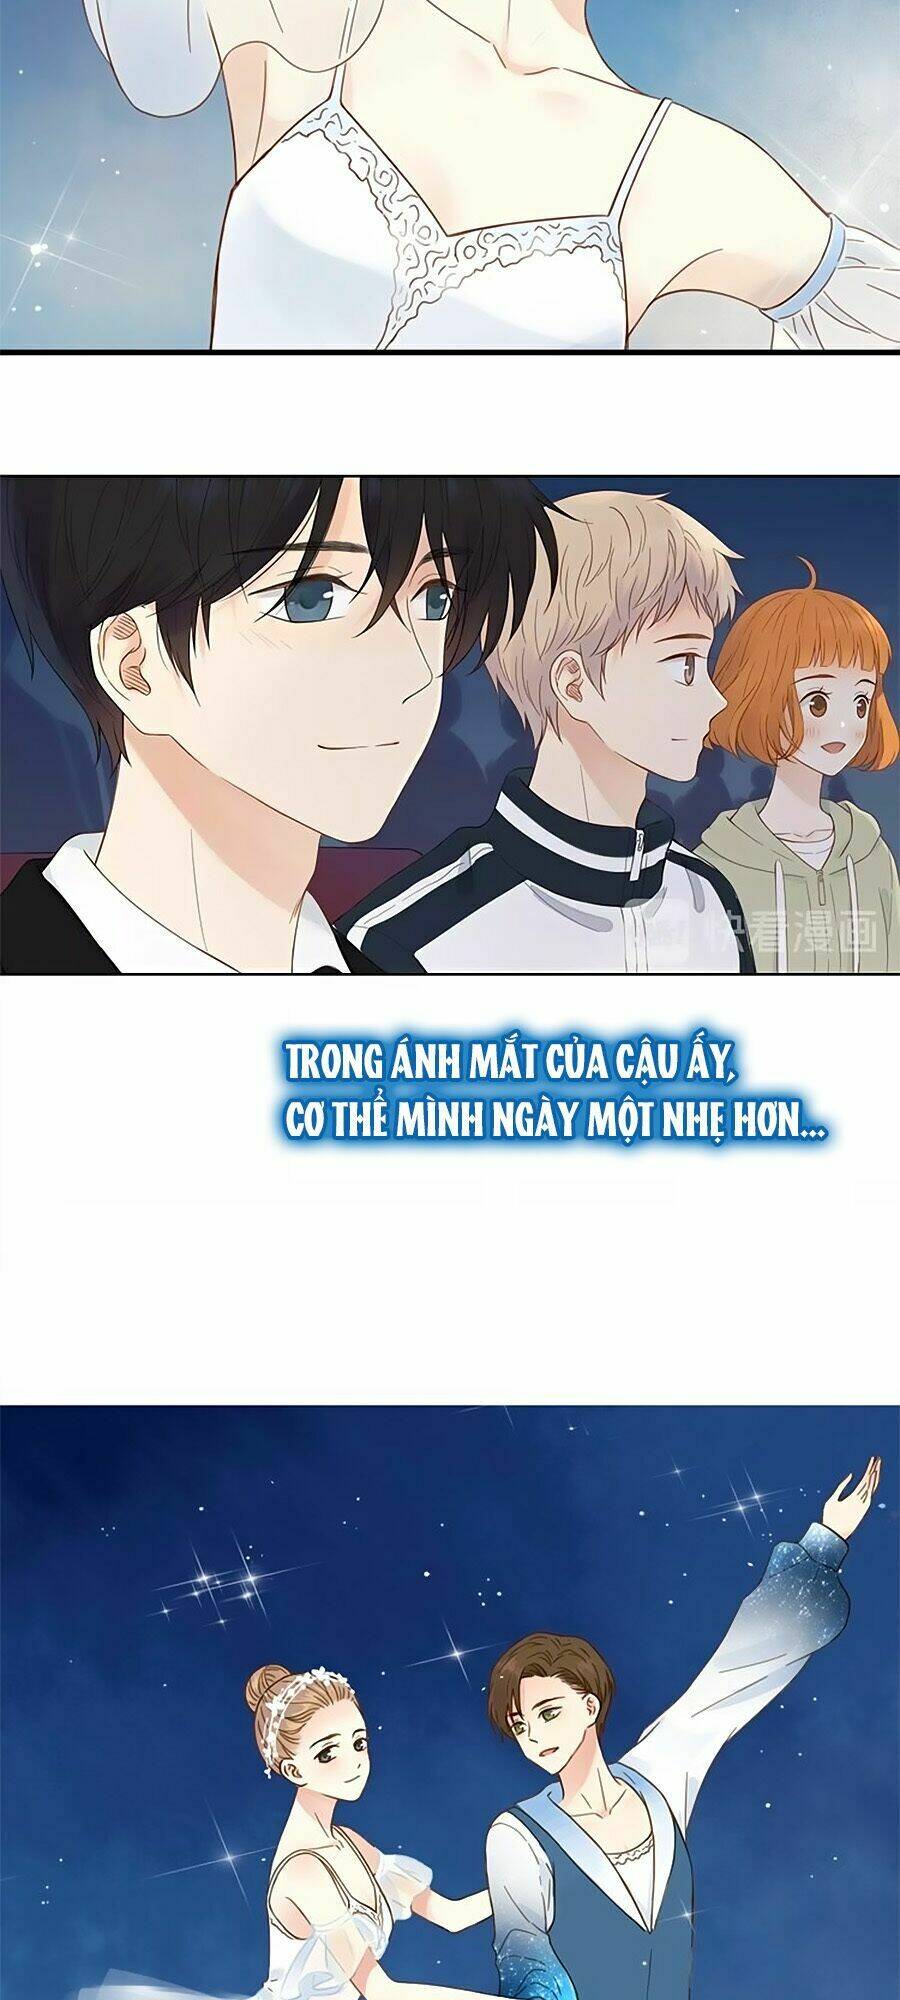 快看漫画
TRONG ÁNH MẮT CỦA CẬU ẤY,
CƠ THỂ MÌNH NGÀY MỘT NHẸ HƠN...